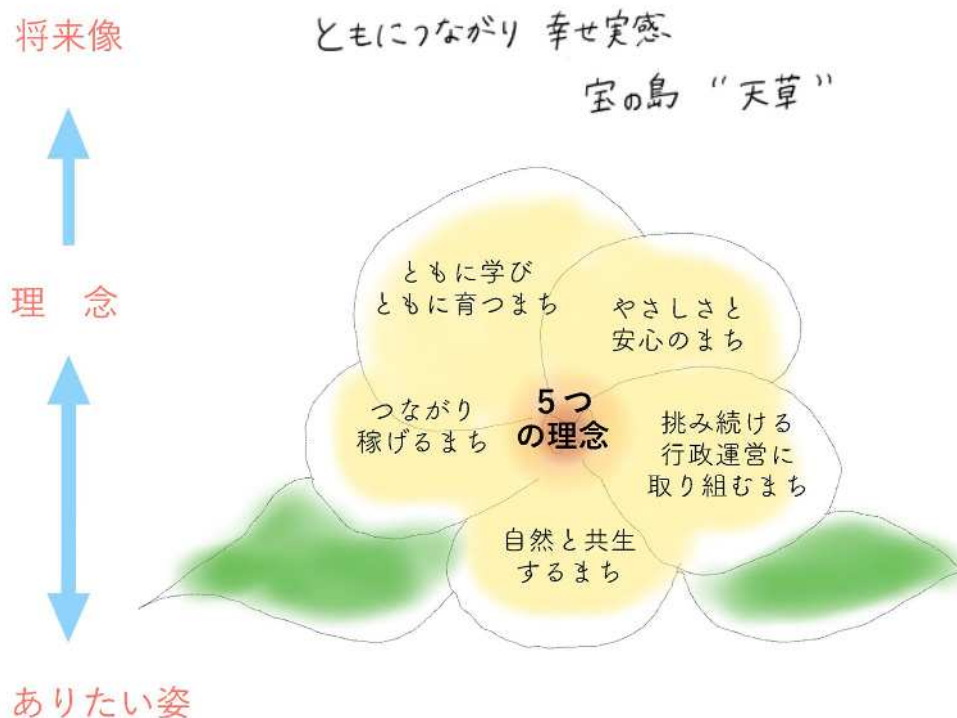 将来像
ともにつながり 幸せ実感
宝の島 “天草”
理 念
ともに学び
ともに育つまち
やさしさと
安心のまち
つながり
稼げるまち
5つ
の理念
挑み続ける
行政運営に
取り組むまち
自然と共生
するまち
ありたい姿